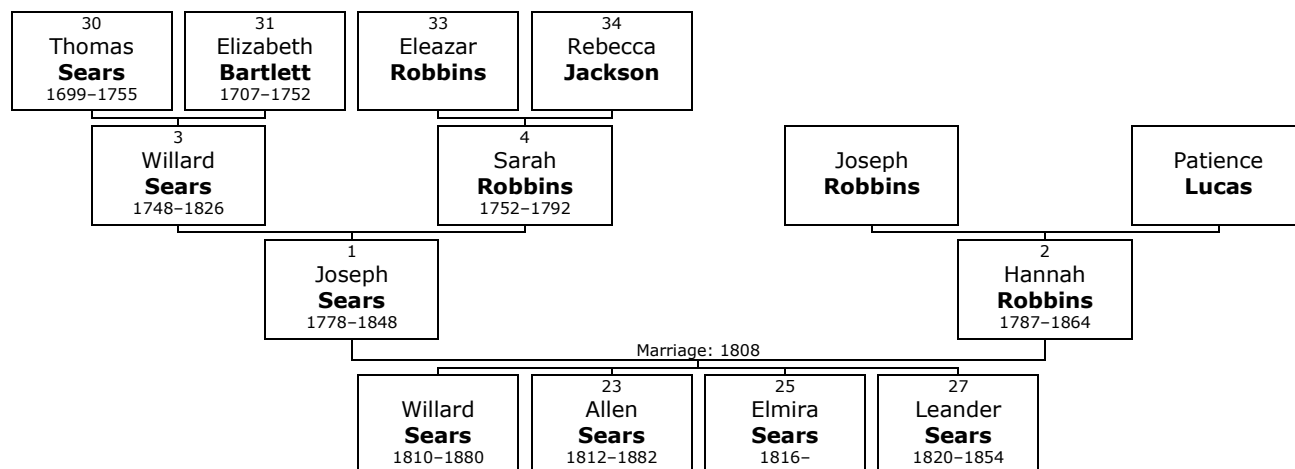 30
Thomas
Sears
1699–1755
31
Elizabeth
Bartlett
1707–1752
33
Eleazar
Robbins
34
Rebecca
Jackson
3
Willard
Sears
1748–1826
4
Sarah
Robbins
1752–1792
Joseph
Robbins
Patience
Lucas
1
Joseph
Sears
1778–1848
2
Hannah
Robbins
1787–1864
Marriage: 1808
Willard
Sears
1810–1880
23
Allen
Sears
1812–1882
25
Elmira
Sears
1816–
27
Leander
Sears
1820–1854